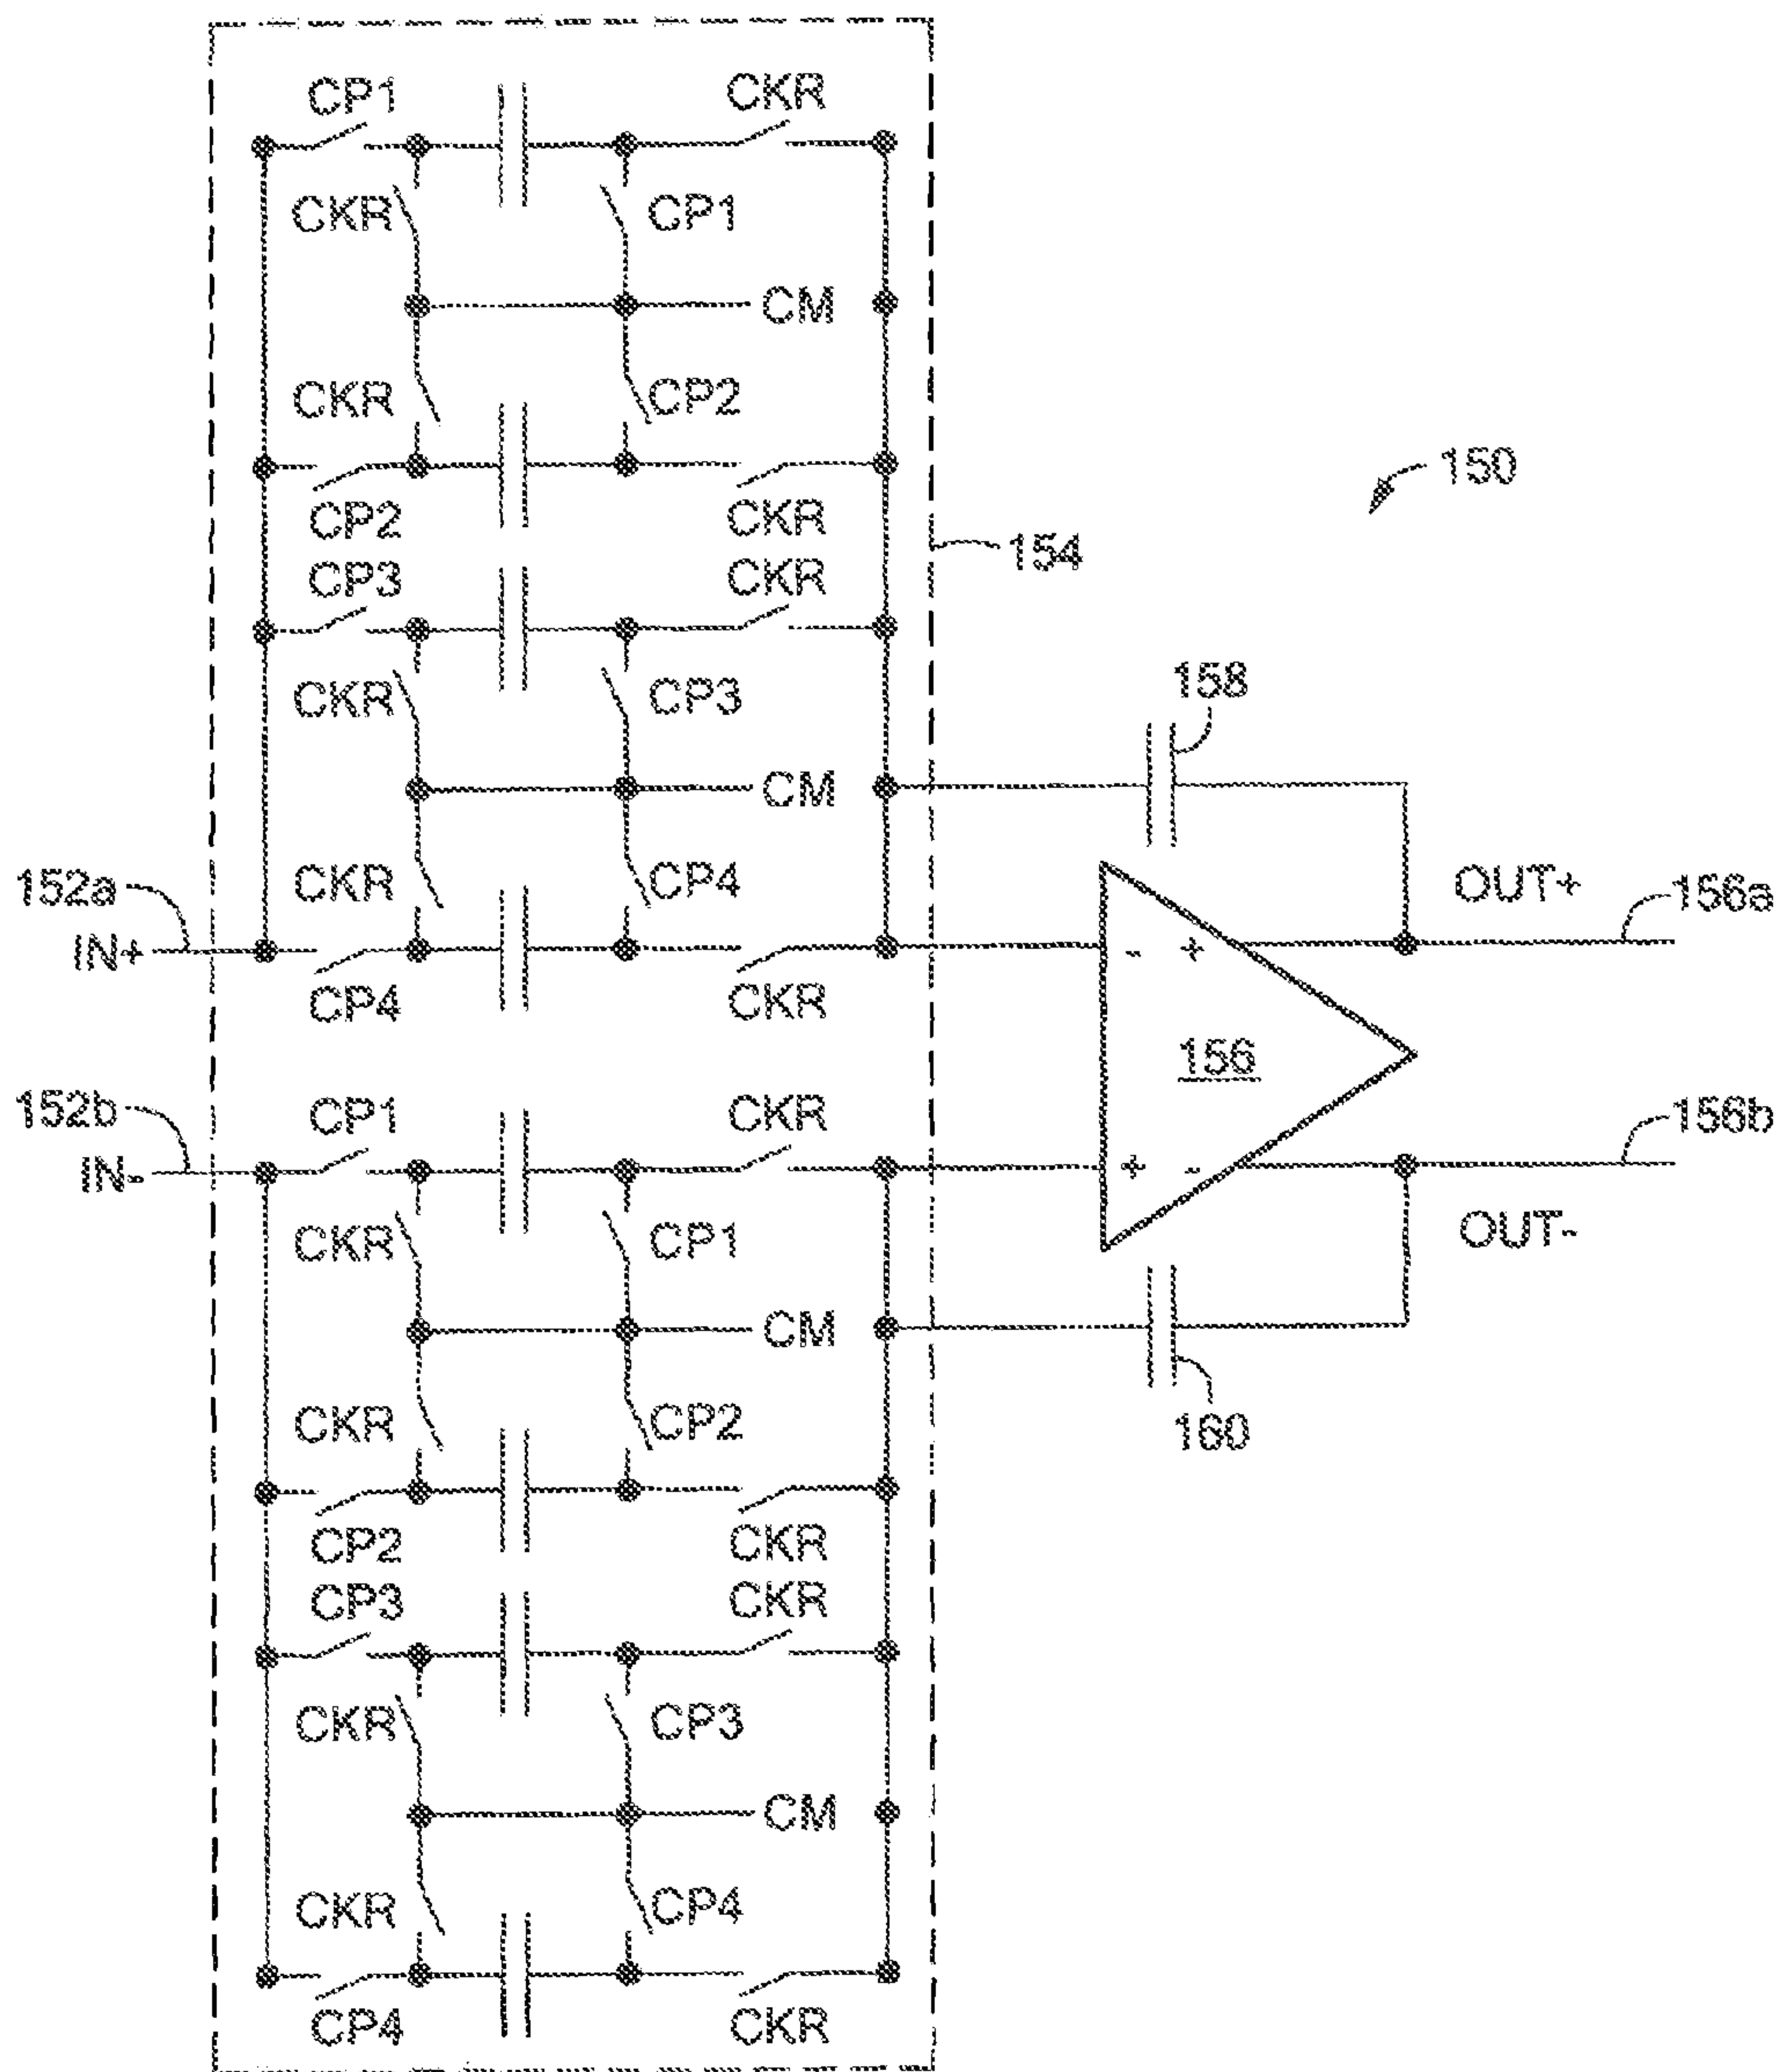 CP1 CKR
CKR CP1
CM
CKR CP2
150
CP2 CKR
154
CP3 CKR
158
CKR CP3
CM
CKR CP4
OUT+
156a
152a
IN+
- +
CP4 CKR
156
152b
CP1 CKR
156b
IN-
+ -
CKR CP1
OUT-
CM
CKR CP2
160
CP2 CKR
CP3 CKR
CKR CP3
CM
CKR CP4
CP4 CKR